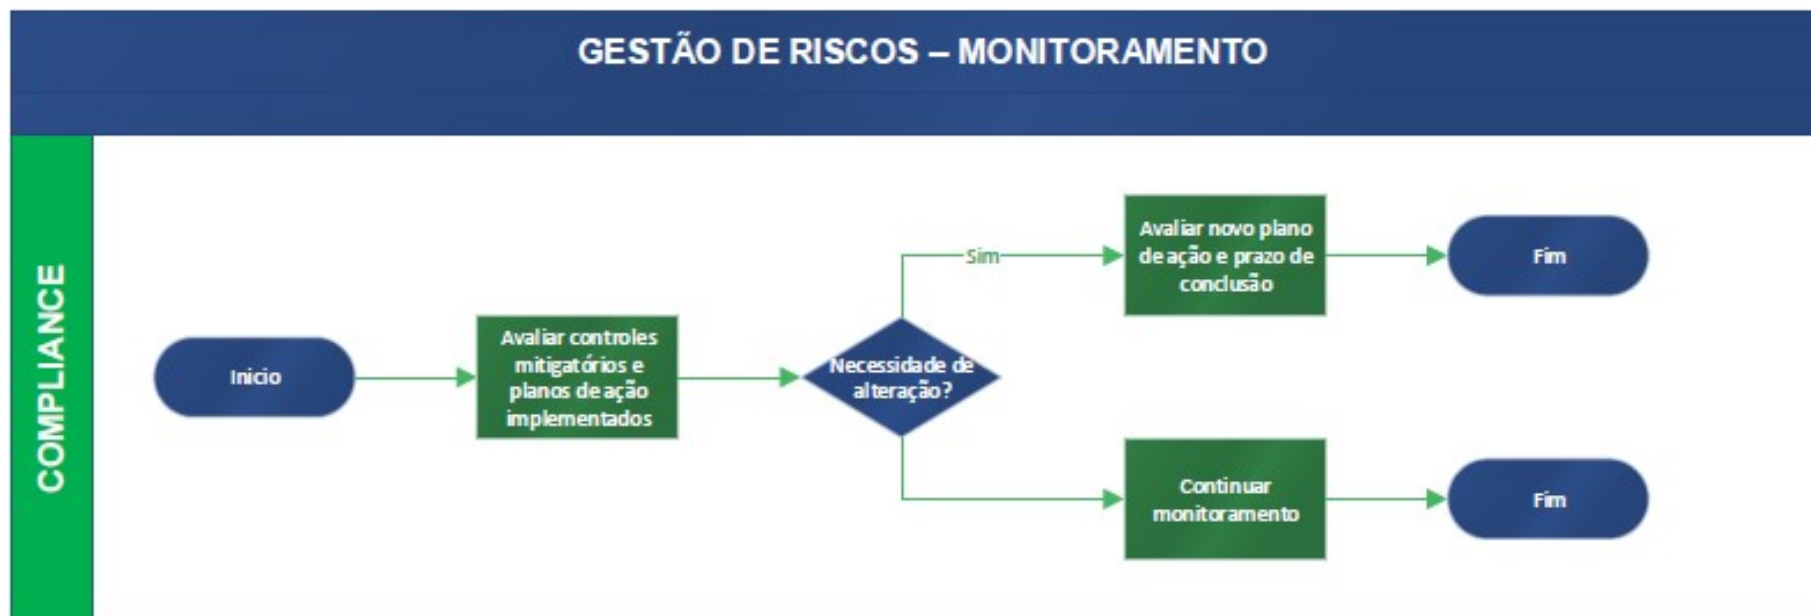 GESTÃO DE RISCOS – MONITORAMENTO
COMPLIANCE
Inicio
Avaliar controles
mitigatórios e
planos de ação
implementados
Necessidade de
alteração?
Sim
Avaliar novo plano
de ação e prazo de
conclusão
Fim
Continuar
monitoramento
Fim